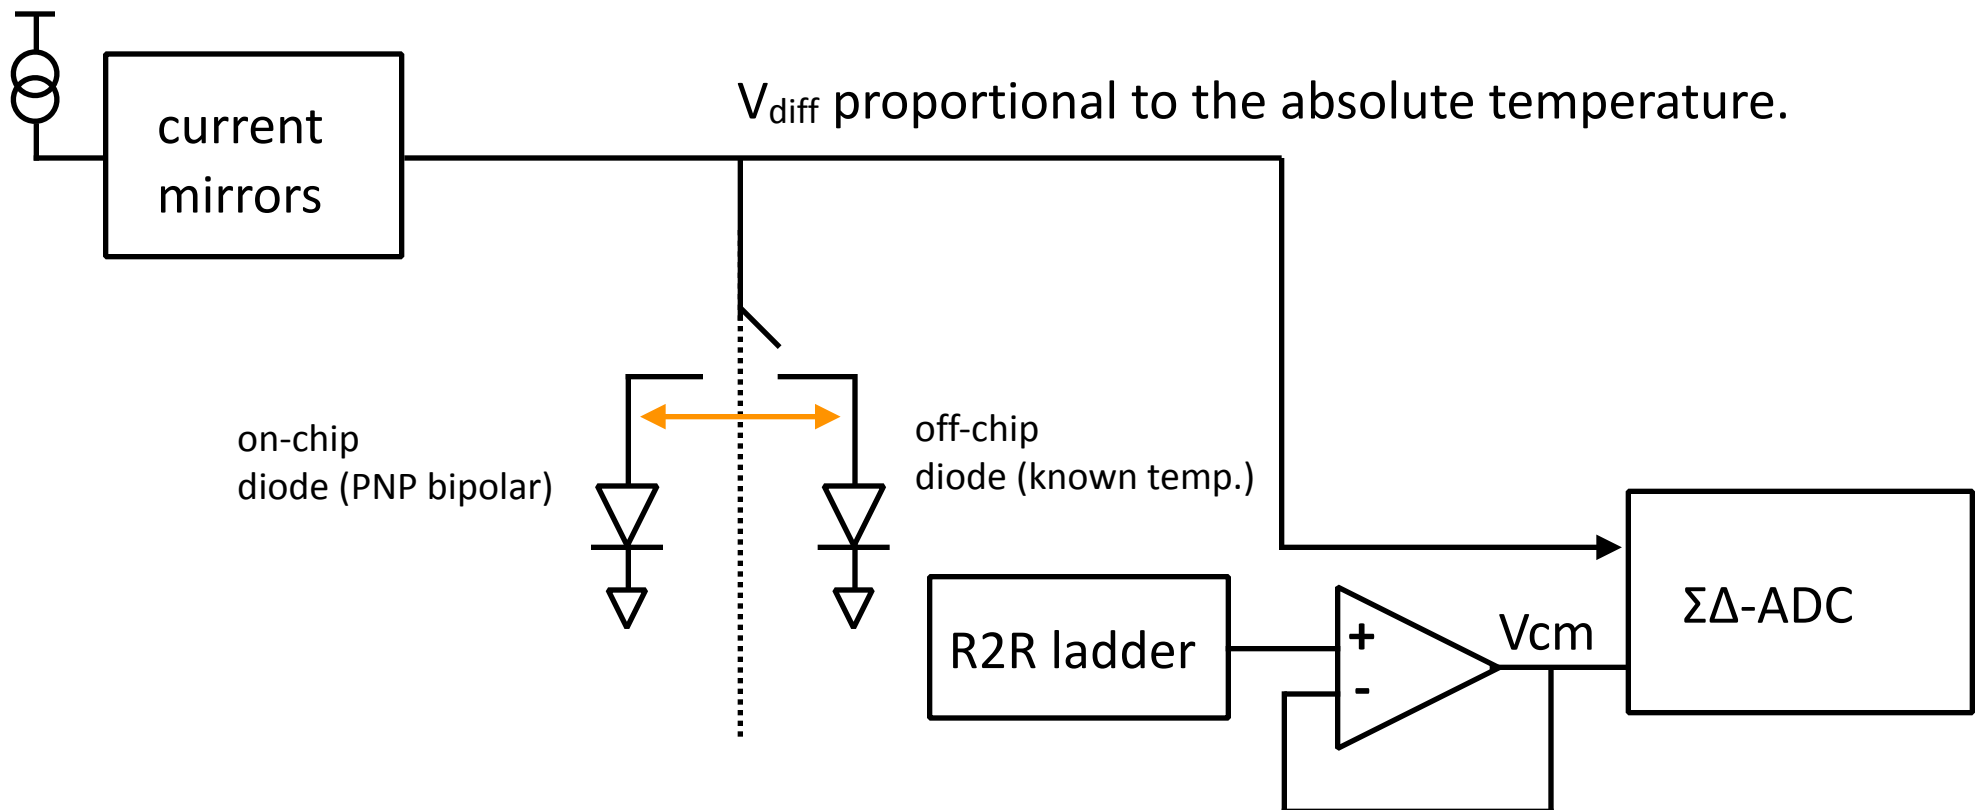 current
mirrors
Vdiff proportional to the absolute temperature.
on-chip
diode (PNP bipolar)
off-chip
diode (known temp.)
R2R ladder
+
-
Vcm
ΣΔ-ADC